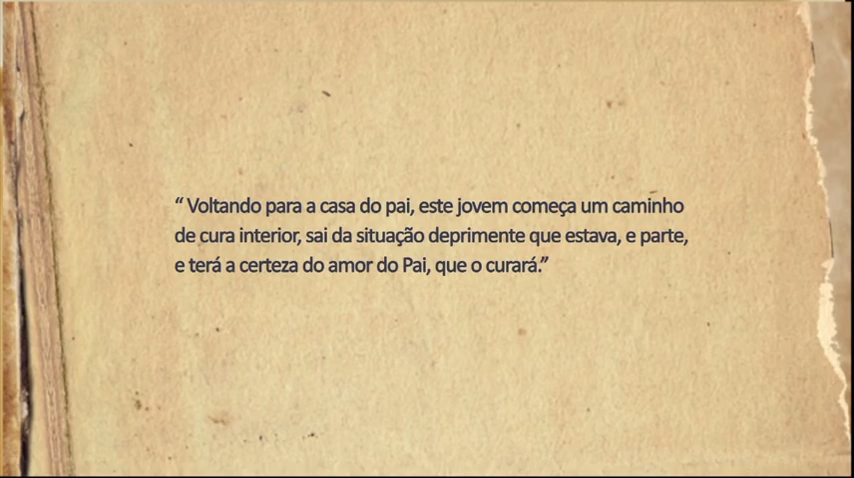 “ Voltando para a casa do pai, este jovem começa um caminho
de cura interior, sai da situação deprimente que estava, e parte,
e terá a certeza do amor do Pai, que o curará.”